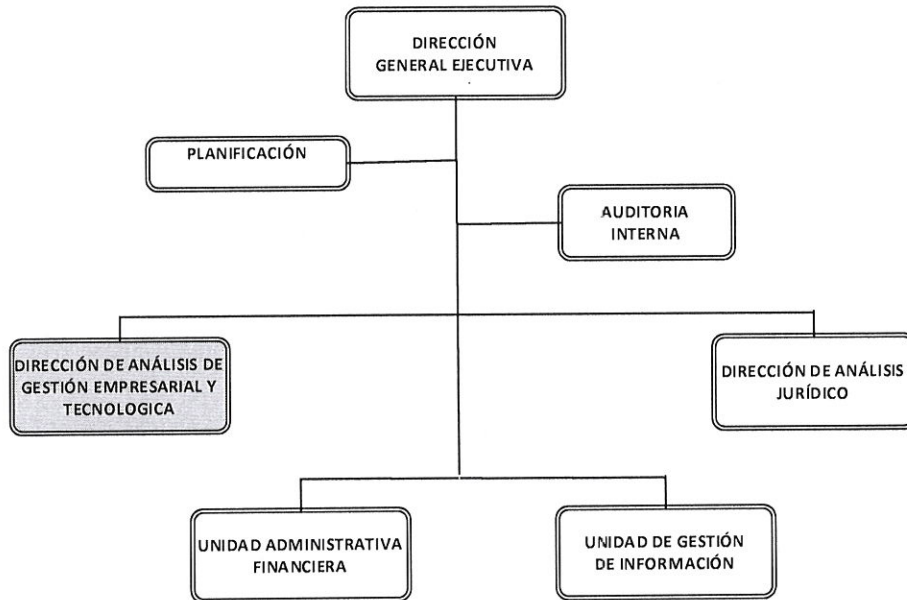 DIRECCIÓN
GENERAL EJECUTIVA
PLANIFICACIÓN
AUDITORIA
INTERNA
DIRECCIÓN DE ANÁLISIS DE
GESTIÓN EMPRESARIAL Y
TECNOLOGICA
DIRECCIÓN DE ANÁLISIS
JURÍDICO
UNIDAD ADMINISTRATIVA
FINANCIERA
UNIDAD DE GESTIÓN
DE INFORMACIÓN